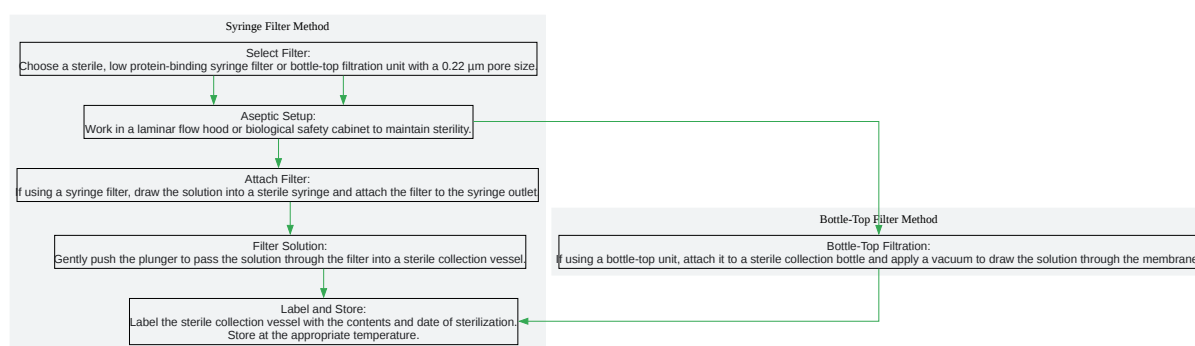 Syringe Filter Method
Select Filter:
Choose a sterile, low protein-binding syringe filter or bottle-top filtration unit with a 0.22 µm pore size.
Aseptic Setup:
Work in a laminar flow hood or biological safety cabinet to maintain sterility.
Attach Filter:
If using a syringe filter, draw the solution into a sterile syringe and attach the filter to the syringe outlet.
Filter Solution:
Gently push the plunger to pass the solution through the filter into a sterile collection vessel.
Label and Store:
Label the sterile collection vessel with the contents and date of sterilization.
Store at the appropriate temperature.
Bottle-Top Filter Method
Bottle-Top Filtration:
If using a bottle-top unit, attach it to a sterile collection bottle and apply a vacuum to draw the solution through the membrane